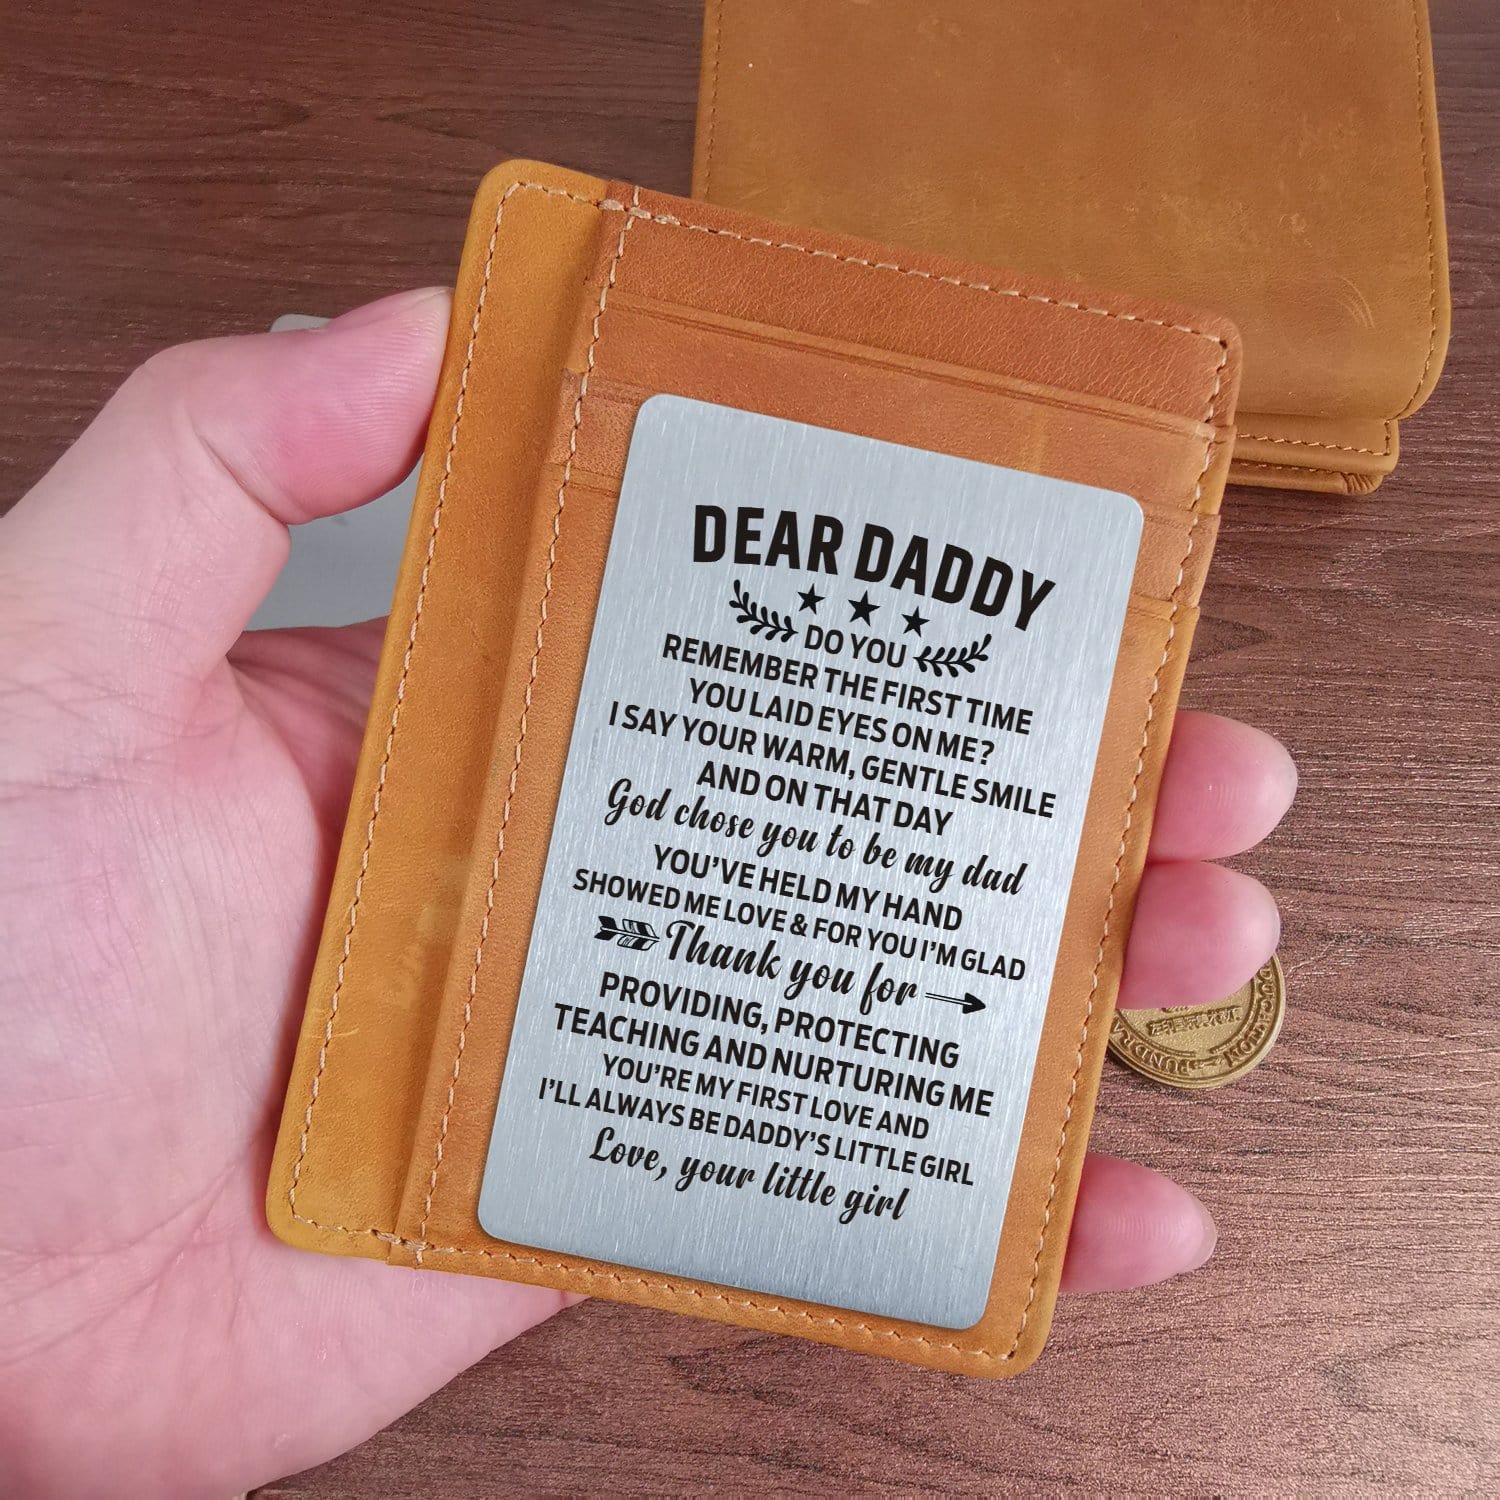 DEAR DADDY
DO YOU
REMEMBER THE FIRST TIME
YOU LAID EYES ON ME?
I SAY YOUR WARM, GENTLE SMILE
AND ON THAT DAY
God chose you to be my dad
YOU'VE HELD MY HAND
SHOWED ME LOVE & FOR YOU I'M GLAD
Thank you for
PROVIDING, PROTECTING
TEACHING AND NURTURING ME
YOU'RE MY FIRST LOVE AND
I'LL ALWAYS BE DADDY'S LITTLE GIRL
Love, your little girl